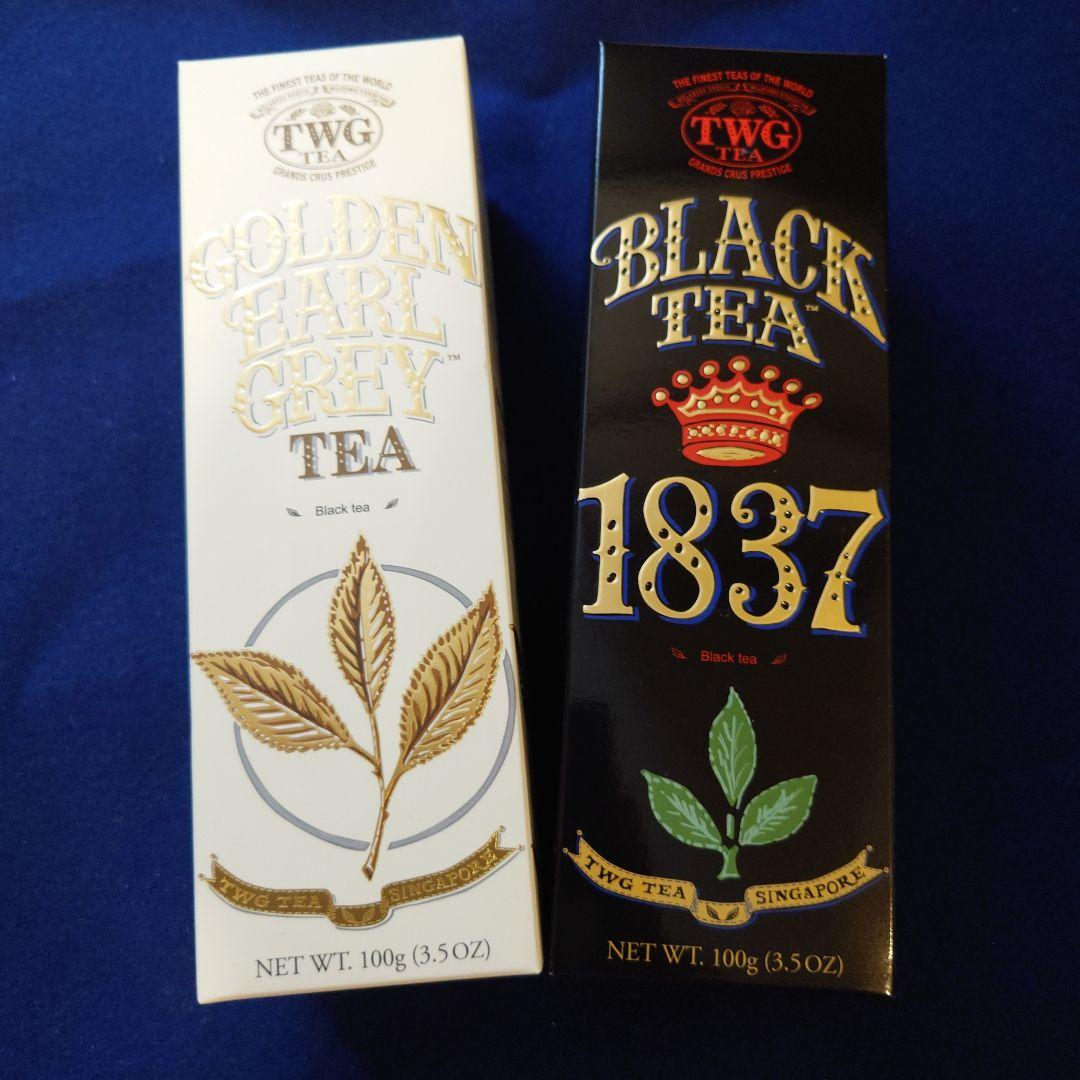 THE FINEST TEAS OF THE WORLD
TWG
TEA
GRANDS CRUS PRESTIGE
GOLDEN
EARL
GREY™
TEA
Black tea
TWG TEA SINGAPORE
NET WT. 100g (3.5 OZ)
THE FINEST TEAS OF THE WORLD
TWG
TEA
GRANDS CRUS PRESTIGE
BLACK
TEA™
1837
Black tea
TWG TEA SINGAPORE
NET WT. 100g (3.5 OZ)